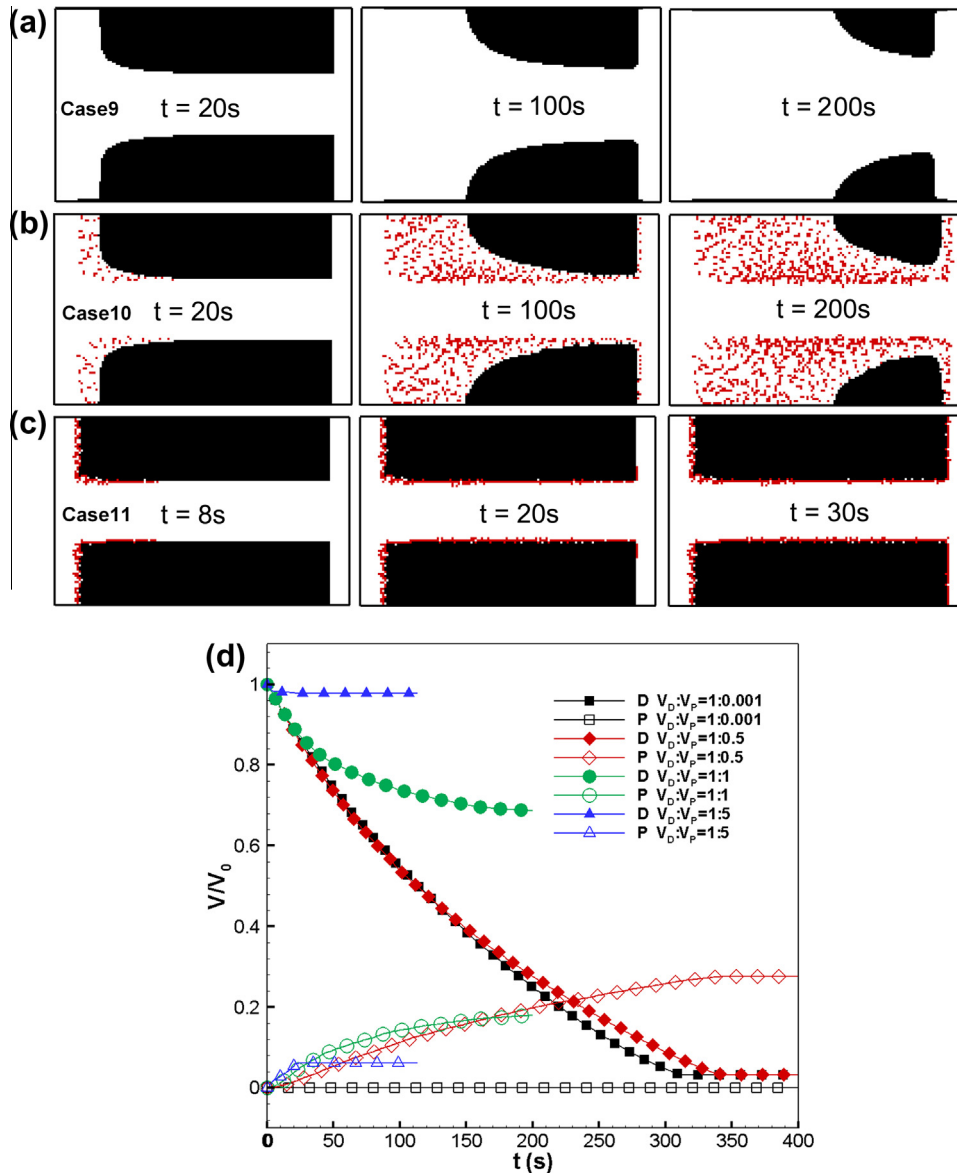 (a)
Case9 t = 20s t = 100s t = 200s
(b)
Case10 t = 20s t = 100s t = 200s
(c)
Case11 t = 8s t = 20s t = 30s
(d)
D V_D:V_P=1:0.001
P V_D:V_P=1:0.001
D V_D:V_P=1:0.5
P V_D:V_P=1:0.5
D V_D:V_P=1:1
P V_D:V_P=1:1
D V_D:V_P=1:5
P V_D:V_P=1:5
1
0.8
0.6
0.4
0.2
0
V/V_0
0 50 100 150 200 250 300 350 400
t (s)